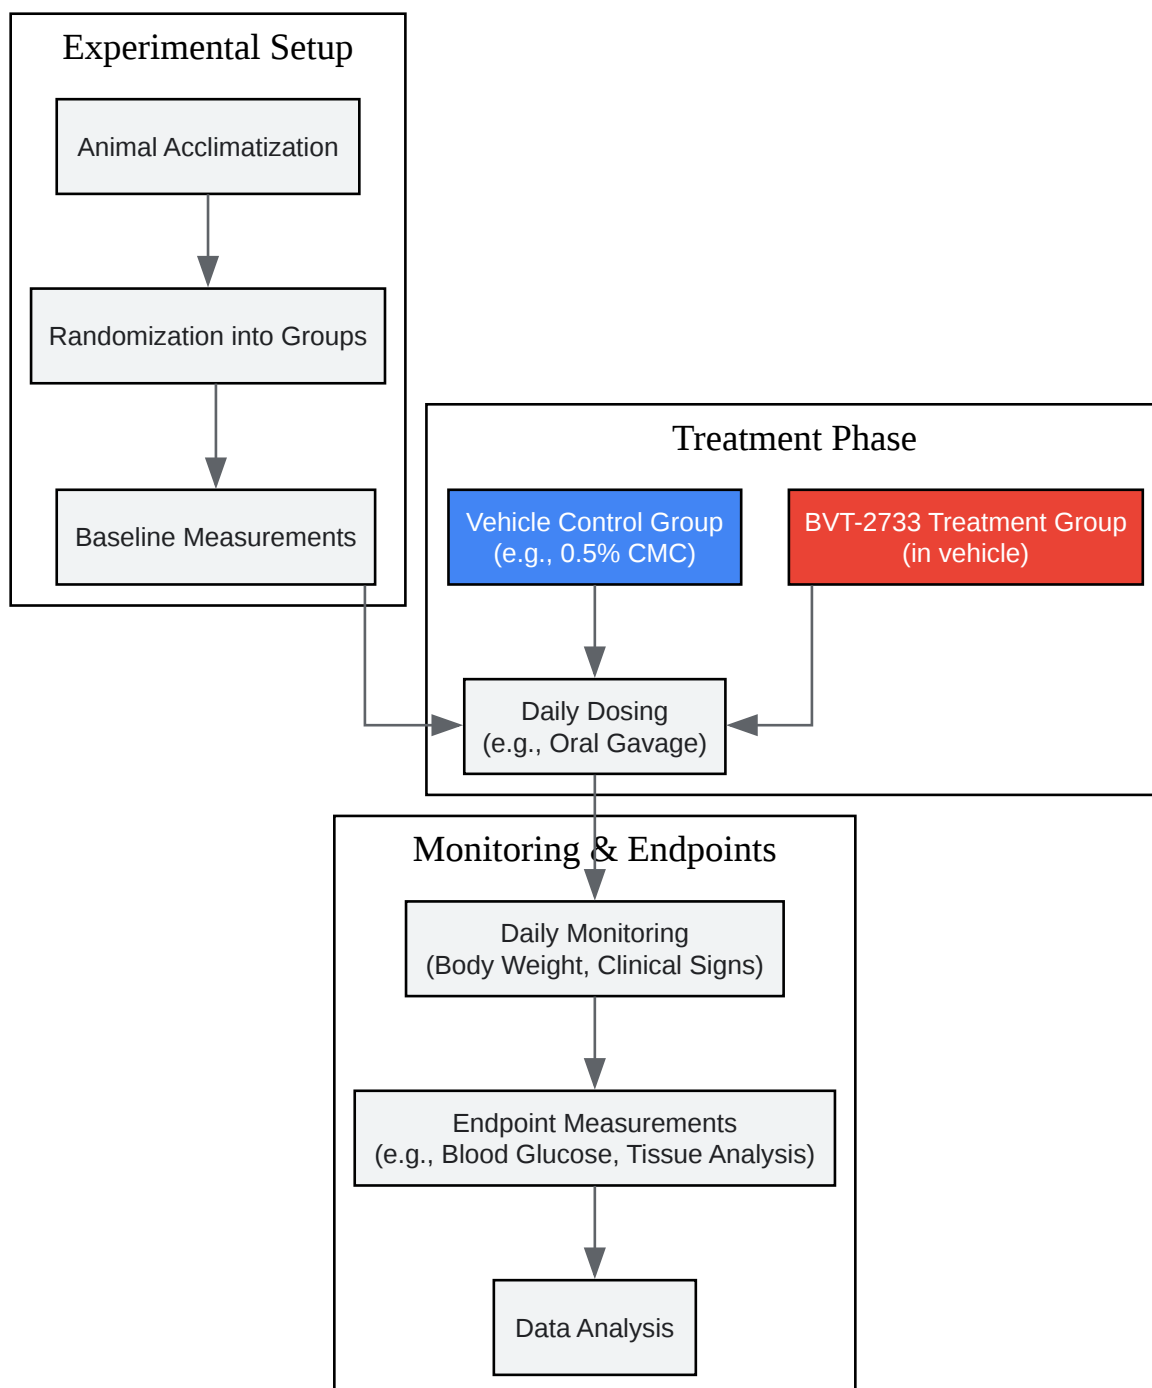 Experimental Setup
Animal Acclimatization
Randomization into Groups
Baseline Measurements
Treatment Phase
Vehicle Control Group
(e.g., 0.5% CMC)
BVT-2733 Treatment Group
(in vehicle)
Daily Dosing
(e.g., Oral Gavage)
Monitoring & Endpoints
Daily Monitoring
(Body Weight, Clinical Signs)
Endpoint Measurements
(e.g., Blood Glucose, Tissue Analysis)
Data Analysis